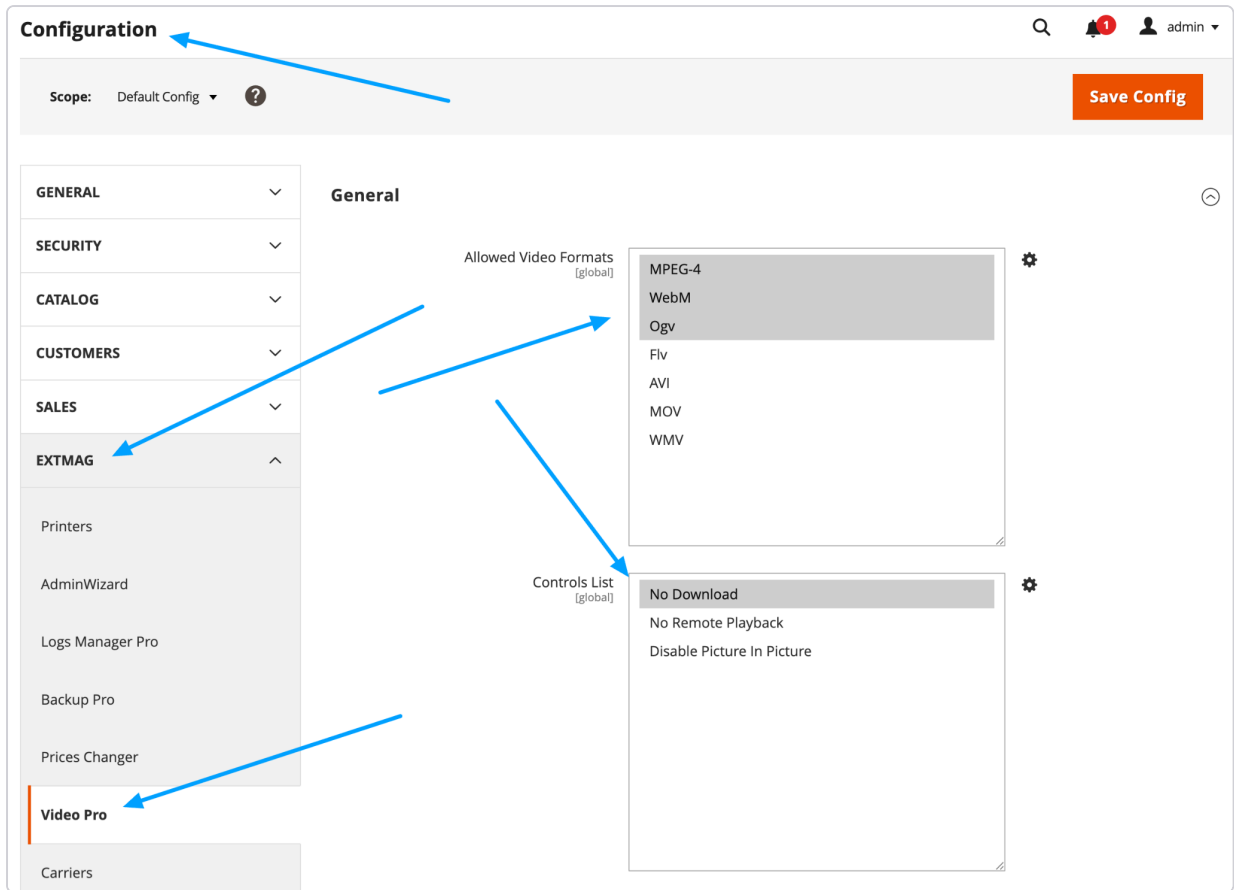 Configuration
1
admin
Scope: Default Config ?
Save Config
GENERAL
SECURITY
CATALOG
CUSTOMERS
SALES
EXTMAG
Printers
AdminWizard
Logs Manager Pro
Backup Pro
Prices Changer
Video Pro
Carriers
General
Allowed Video Formats
[global]
MPEG-4
WebM
Ogv
Flv
AVI
MOV
WMV
Controls List
[global]
No Download
No Remote Playback
Disable Picture In Picture